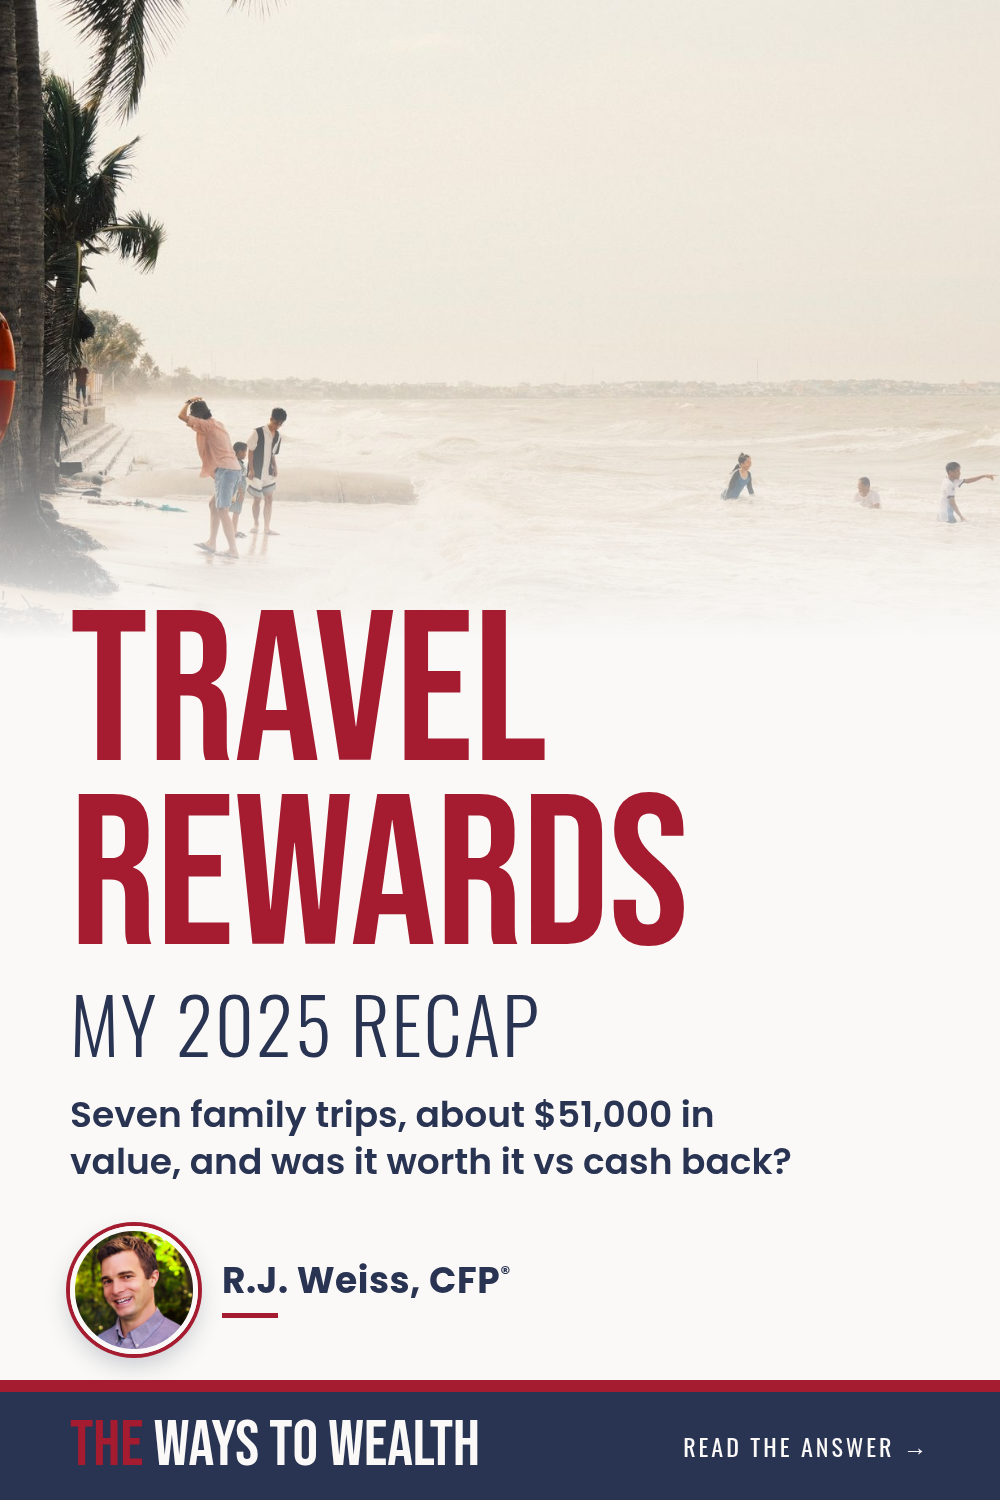 TRAVEL
REWARDS
MY 2025 RECAP
Seven family trips, about $51,000 in
value, and was it worth it vs cash back?
R.J. Weiss, CFP®
THE WAYS TO WEALTH
READ THE ANSWER →